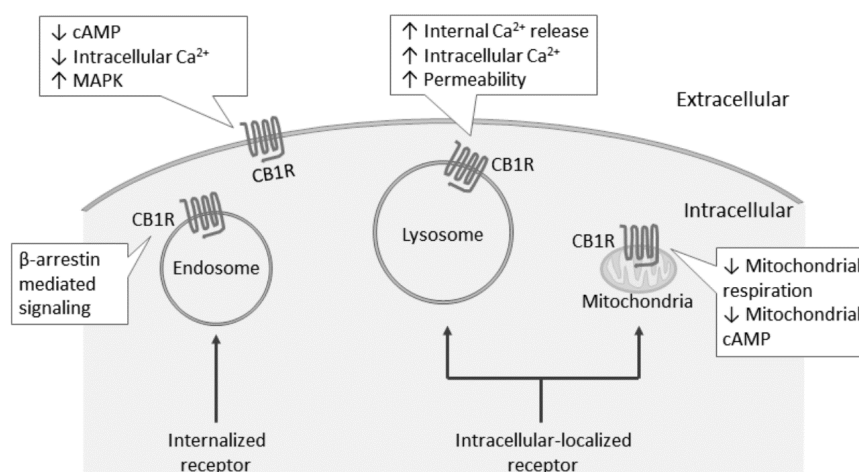 ↓ cAMP
↓ Intracellular Ca²⁺
↑ MAPK
↑ Internal Ca²⁺ release
↑ Intracellular Ca²⁺
↑ Permeability
Extracellular
CB1R
CB1R
CB1R
Intracellular
CB1R
Lysosome
β-arrestin
mediated
signaling
Endosome
Mitochondria
↓ Mitochondrial
respiration
↓ Mitochondrial
cAMP
Internalized
receptor
Intracellular-localized
receptor